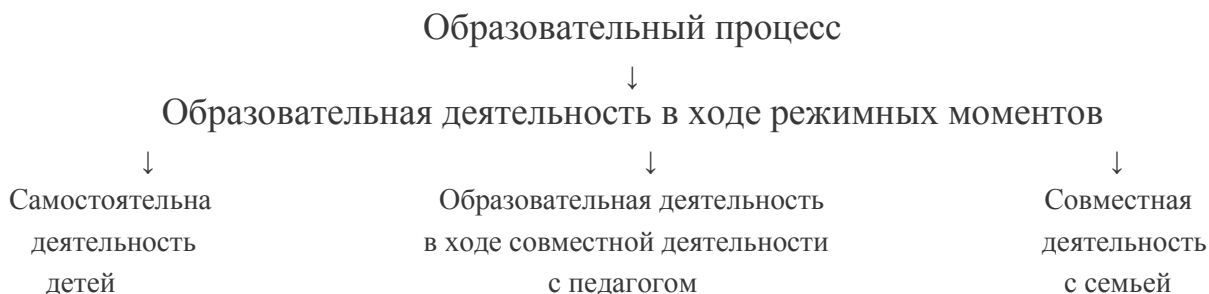 Образовательный процесс
↓
Образовательная деятельность в ходе режимных моментов
↓ ↓ ↓
Самостоятельна Образовательная деятельность Совместная
деятельность в ходе совместной деятельности деятельность
детей с педагогом с семьей